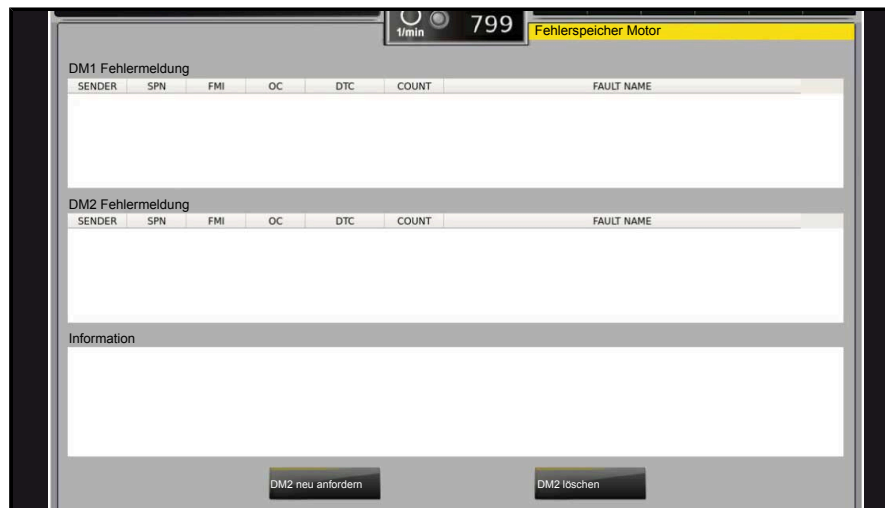 1/min 799 Fehlerspeicher Motor
DM1 Fehlermeldung
SENDER SPN FMI OC DTC COUNT FAULT NAME
DM2 Fehlermeldung
SENDER SPN FMI OC DTC COUNT FAULT NAME
Information
DM2 neu anfordern DM2 löschen